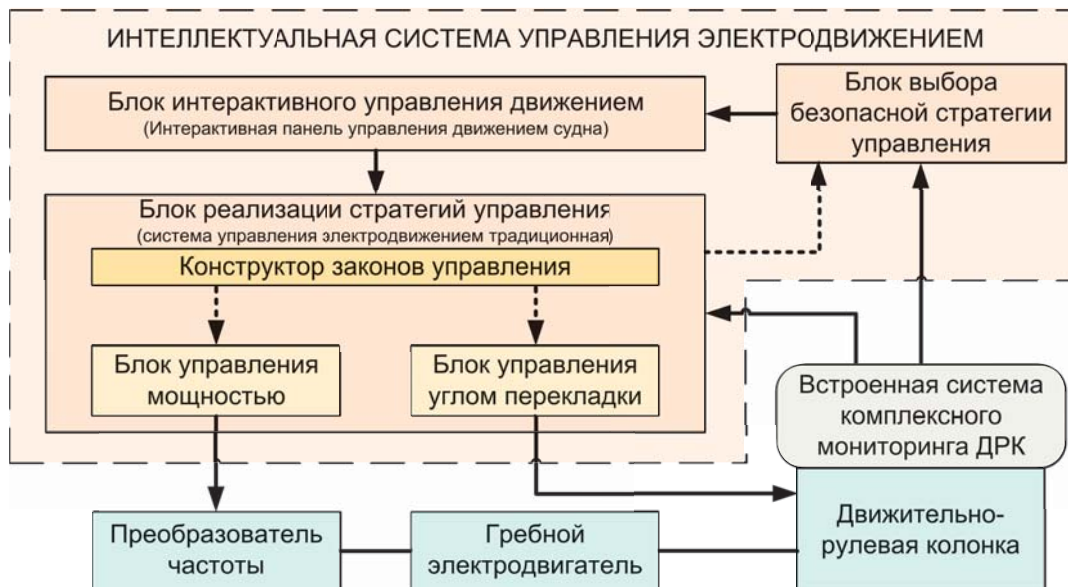 ИНТЕЛЛЕКТУАЛЬНАЯ СИСТЕМА УПРАВЛЕНИЯ ЭЛЕКТРОДВИЖЕНИЕМ
Блок интерактивного управления движением
(Интерактивная панель управления движением судна)
Блок выбора
безопасной стратегии
управления
Блок реализации стратегий управления
(система управления электродвижением традиционная)
Конструктор законов управления
Блок управления
мощностью
Блок управления
углом перекладки
Встроенная система
комплексного
мониторинга ДРК
Преобразователь
частоты
Гребной
электродвигатель
Движительно-
рулевая колонка